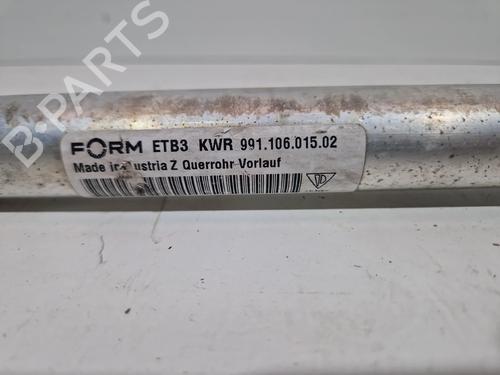 B-PARTS
FORM ETB3 KWR 991.106.015.02
Made in Austria Z Querrohr Vorlauf